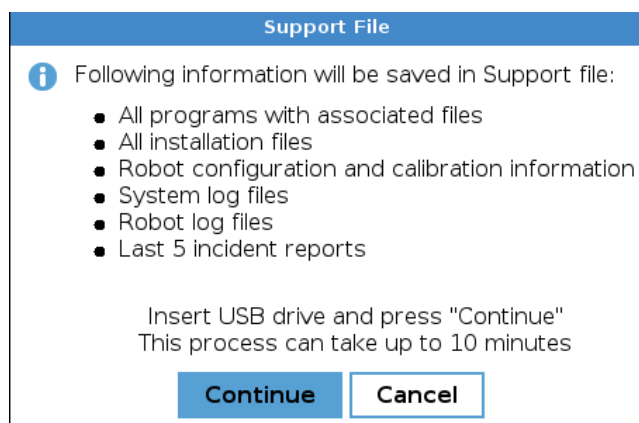 Support File
Following information will be saved in Support file:
All programs with associated files
All installation files
Robot configuration and calibration information
System log files
Robot log files
Last 5 incident reports
Insert USB drive and press "Continue"
This process can take up to 10 minutes
Continue Cancel